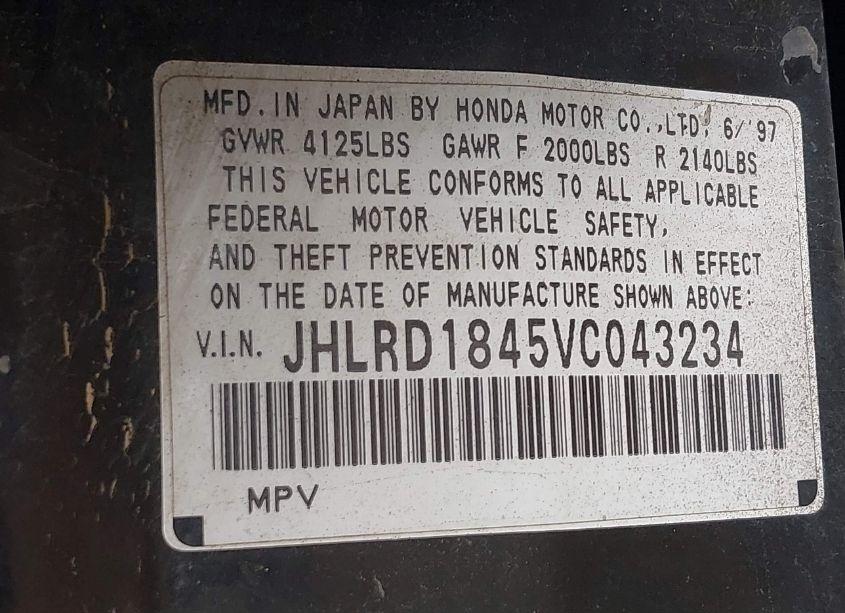 MFD. IN JAPAN BY HONDA MOTOR CO.,LTD, 6/'97
GVWR 4125LBS GAWR F 2000LBS R 2140LBS
THIS VEHICLE CONFORMS TO ALL APPLICABLE
FEDERAL MOTOR VEHICLE SAFETY,
AND THEFT PREVENTION STANDARDS IN EFFECT
ON THE DATE OF MANUFACTURE SHOWN ABOVE:
V.I.N. JHLRD1845VC043234
MPV